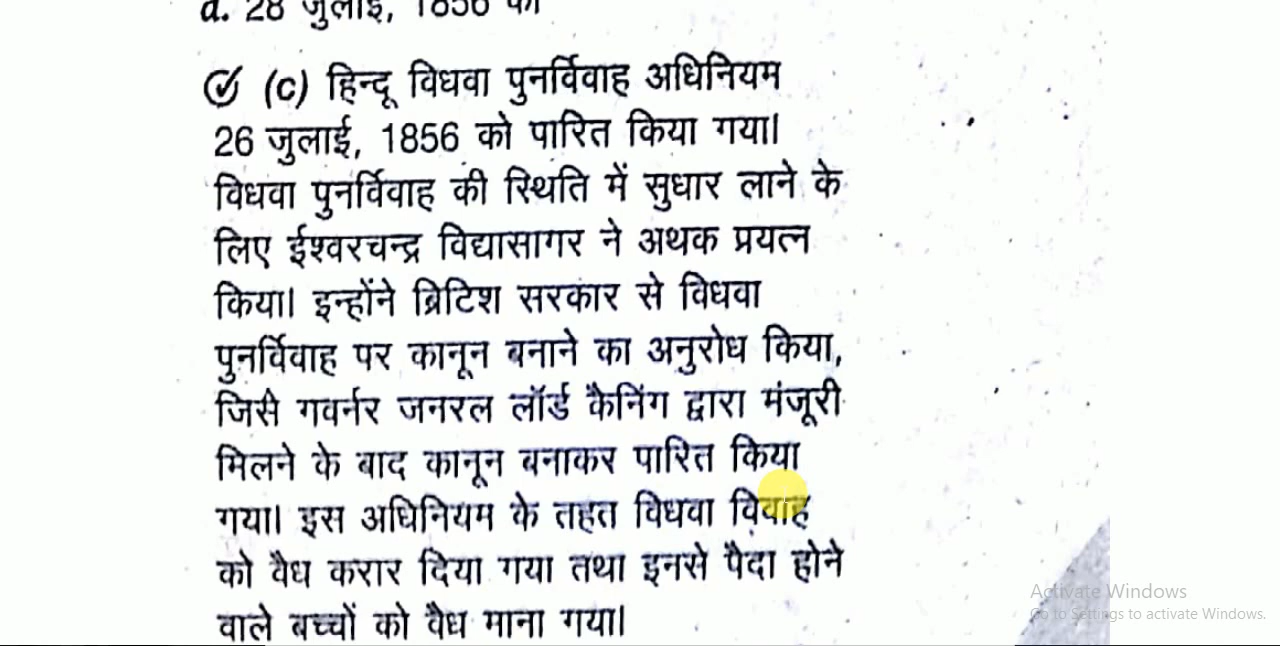 a. 28 जुलाई, 1856 को
(c) हिन्दू विधवा पुनर्विवाह अधिनियम
26 जुलाई, 1856 को पारित किया गया।
विधवा पुनर्विवाह की स्थिति में सुधार लाने के
लिए ईश्वरचन्द्र विद्यासागर ने अथक प्रयत्न
किया। इन्होंने ब्रिटिश सरकार से विधवा
पुनर्विवाह पर कानून बनाने का अनुरोध किया,
जिसे गवर्नर जनरल लॉर्ड कैनिंग द्वारा मंजूरी
मिलने के बाद कानून बनाकर पारित किया
गया। इस अधिनियम के तहत विधवा विवाह
को वैध करार दिया गया तथा इनसे पैदा होने
वाले बच्चों को वैध माना गया।
Activate Windows
Go to Settings to activate Windows.